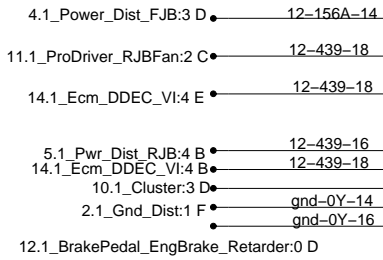 4.1_Power_Dist_FJB:3 D 12−156A−14
11.1_ProDriver_RJBFan:2 C 12−439−18
14.1_Ecm_DDEC_VI:4 E 12−439−18
5.1_Pwr_Dist_RJB:4 B 12−439−16
14.1_Ecm_DDEC_VI:4 B 12−439−18
10.1_Cluster:3 D
2.1_Gnd_Dist:1 F gnd−0Y−14
gnd−0Y−16
12.1_BrakePedal_EngBrake_Retarder:0 D